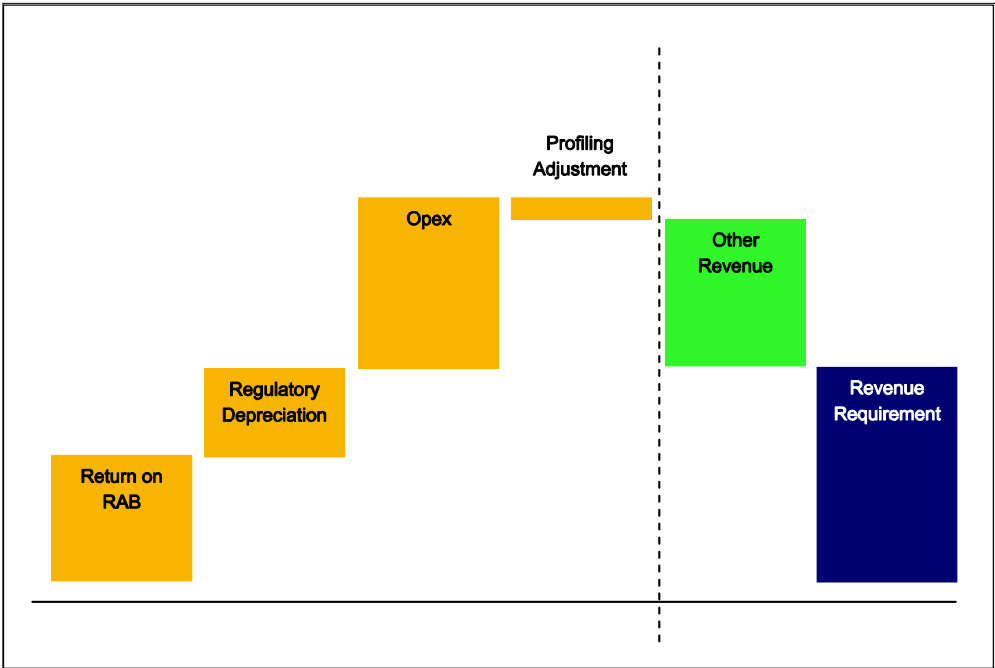 Profiling
Adjustment
Opex
Other
Revenue
Regulatory
Depreciation
Revenue
Requirement
Return on
RAB